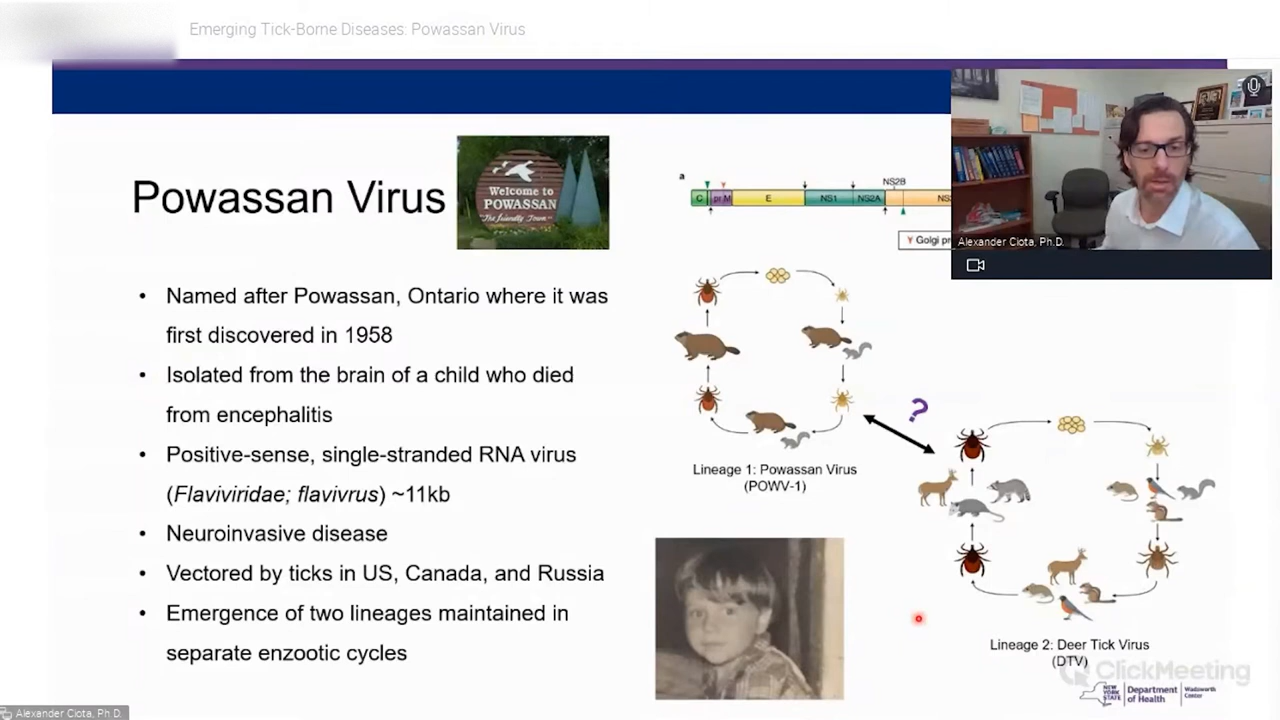 Emerging Tick-Borne Diseases: Powassan Virus
Powassan Virus
Welcome to
POWASSAN
"The friendly Town"
a
NS2B
C
pr
M
E
NS1
NS2A
Golgi
Alexander Ciota, Ph.D.
• Named after Powassan, Ontario where it was
first discovered in 1958
• Isolated from the brain of a child who died
from encephalitis
• Positive-sense, single-stranded RNA virus
(Flaviviridae; flavivrus) ~11kb
• Neuroinvasive disease
• Vectored by ticks in US, Canada, and Russia
• Emergence of two lineages maintained in
separate enzootic cycles
?
Lineage 1: Powassan Virus
(POWV-1)
Lineage 2: Deer Tick Virus
(DTV)
ClickMeeting
NEW
YORK
STATE
Department
of Health
Wadsworth
Center
Alexander Ciota, Ph.D.